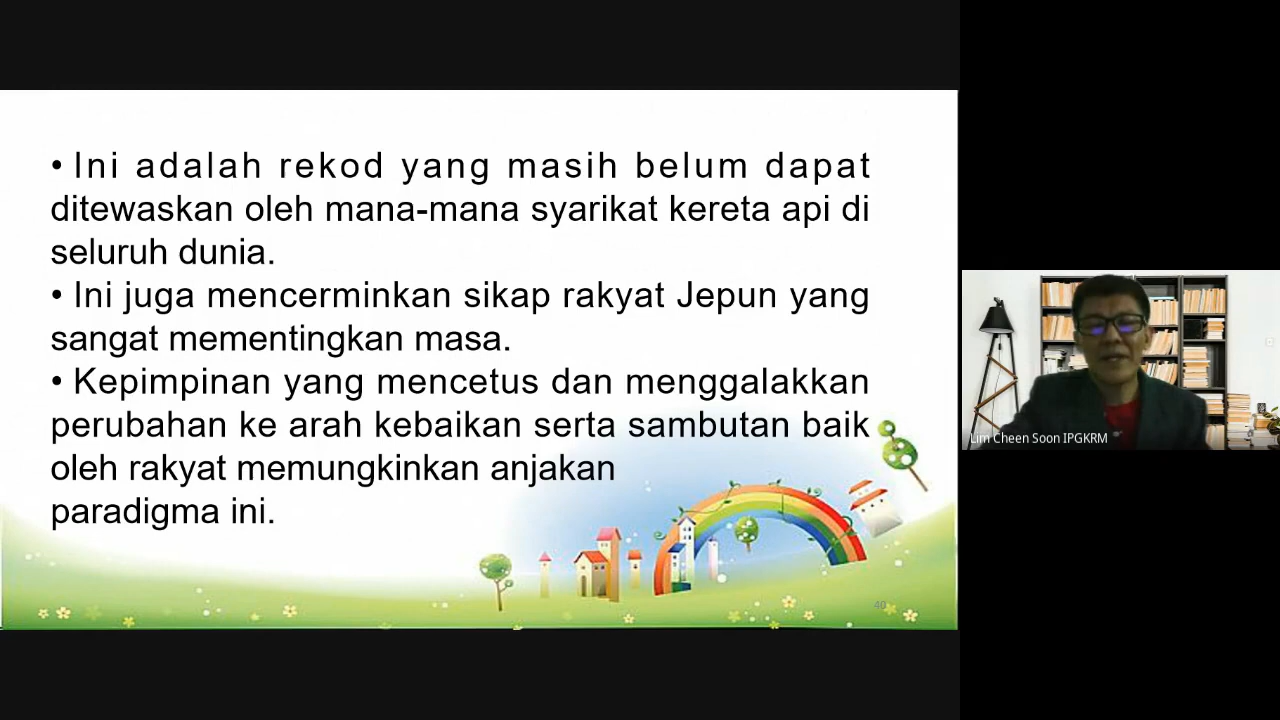 • Ini adalah rekod yang masih belum dapat
ditewaskan oleh mana-mana syarikat kereta api di
seluruh dunia.
• Ini juga mencerminkan sikap rakyat Jepun yang
sangat mementingkan masa.
• Kepimpinan yang mencetus dan menggalakkan
perubahan ke arah kebaikan serta sambutan baik
oleh rakyat memungkinkan anjakan
paradigma ini.
Lim Cheen Soon IPGKRM